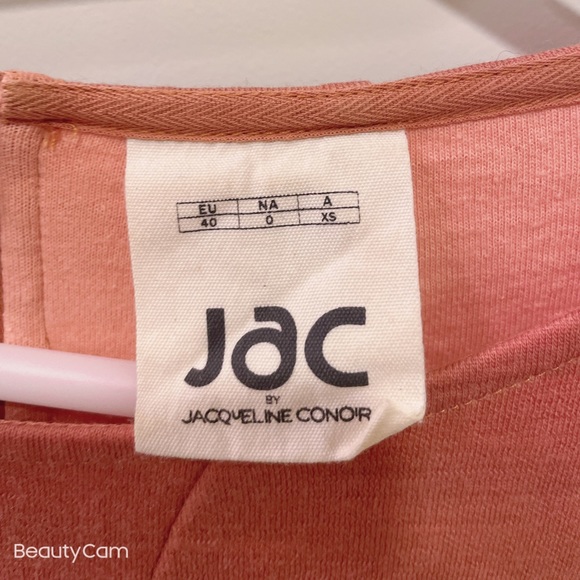 EU NA A
40 0 XS
Jac
BY
JACQUELINE CONOIR
BeautyCam